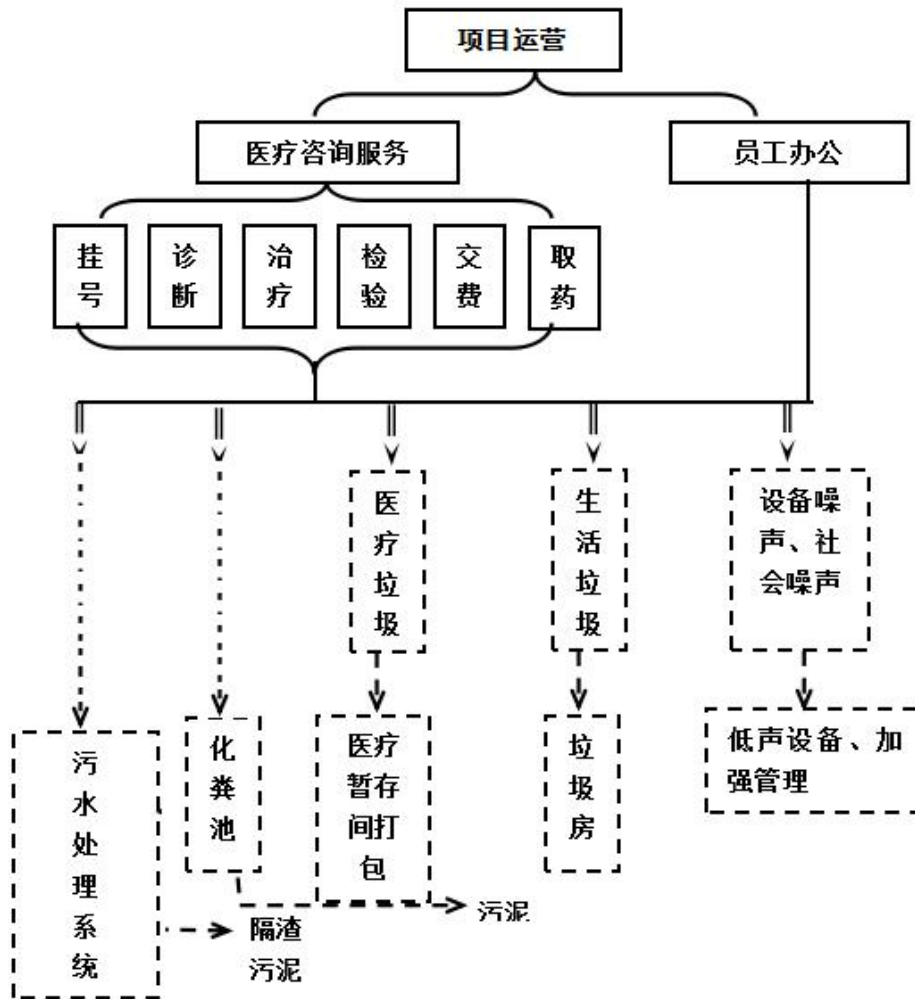 项目运营
医疗咨询服务
员工办公
挂号
诊断
治疗
检验
交费
取药
医疗垃圾
生活垃圾
设备噪
声、社
会噪声
污水处理系统
化粪池
医疗
暂存
间打
包
垃圾房
低声设备、加
强管理
污泥
隔渣
污泥